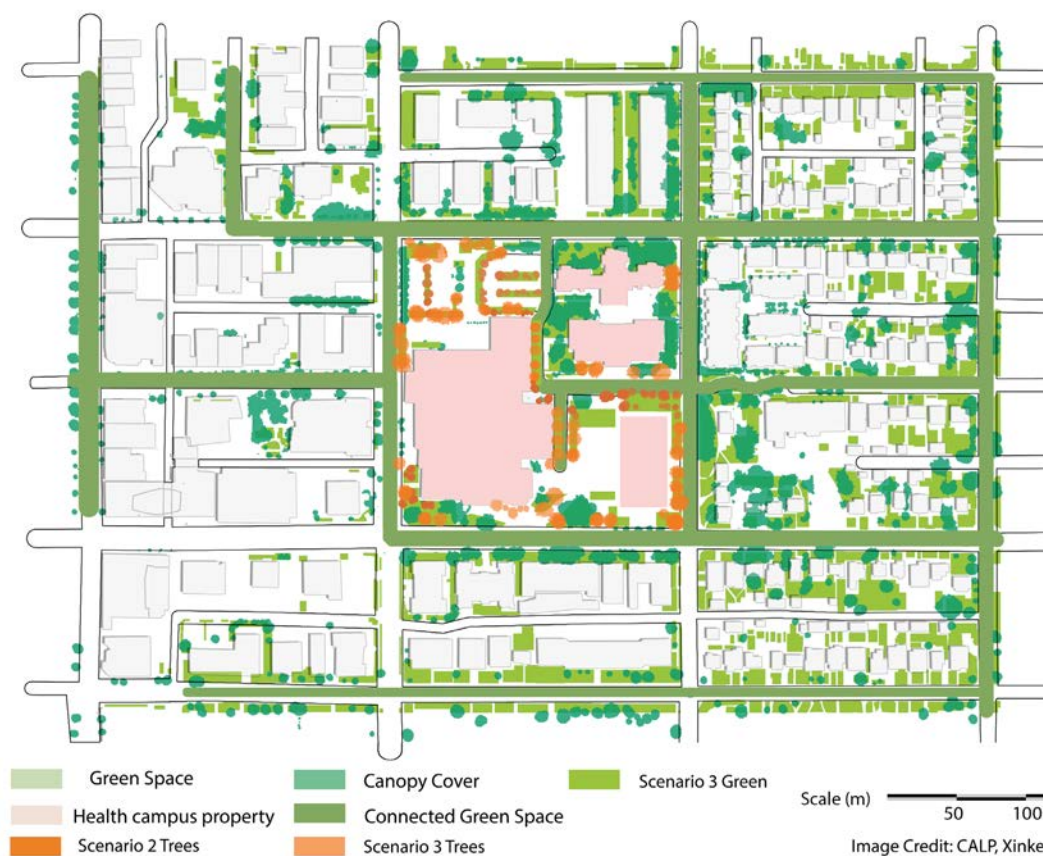 Green Space
Canopy Cover
Scenario 3 Green
Health campus property
Connected Green Space
Scale (m)
50 100
Scenario 2 Trees
Scenario 3 Trees
Image Credit: CALP, Xinke